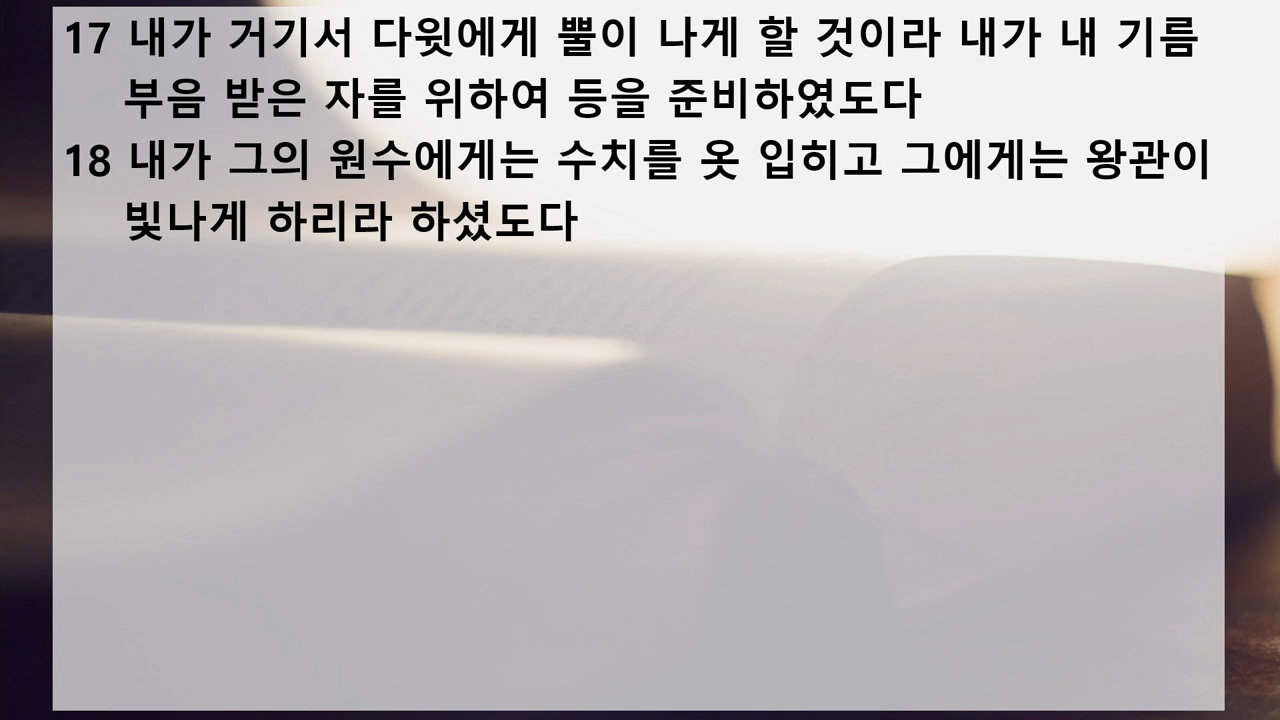 17 내가 거기서 다윗에게 뿔이 나게 할 것이라 내가 내 기름
부음 받은 자를 위하여 등을 준비하였도다
18 내가 그의 원수에게는 수치를 옷 입히고 그에게는 왕관이
빛나게 하리라 하셨도다